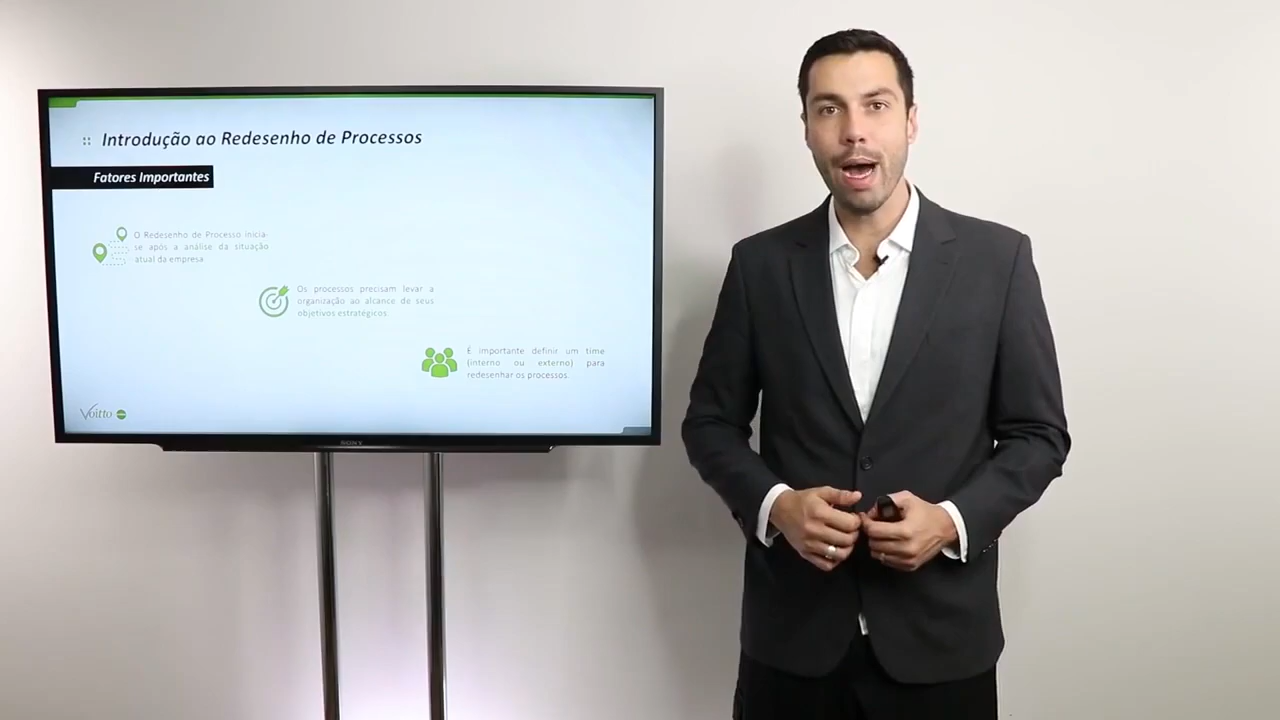 Introdução ao Redesenho de Processos
Fatores Importantes
O Redesenho de Processo inicia-
se após a análise da situação
atual da empresa
Os processos precisam levar a
organização ao alcance de seus
objetivos estratégicos.
É importante definir um time
(interno ou externo) para
redesenhar os processos.
Voitto
SONY